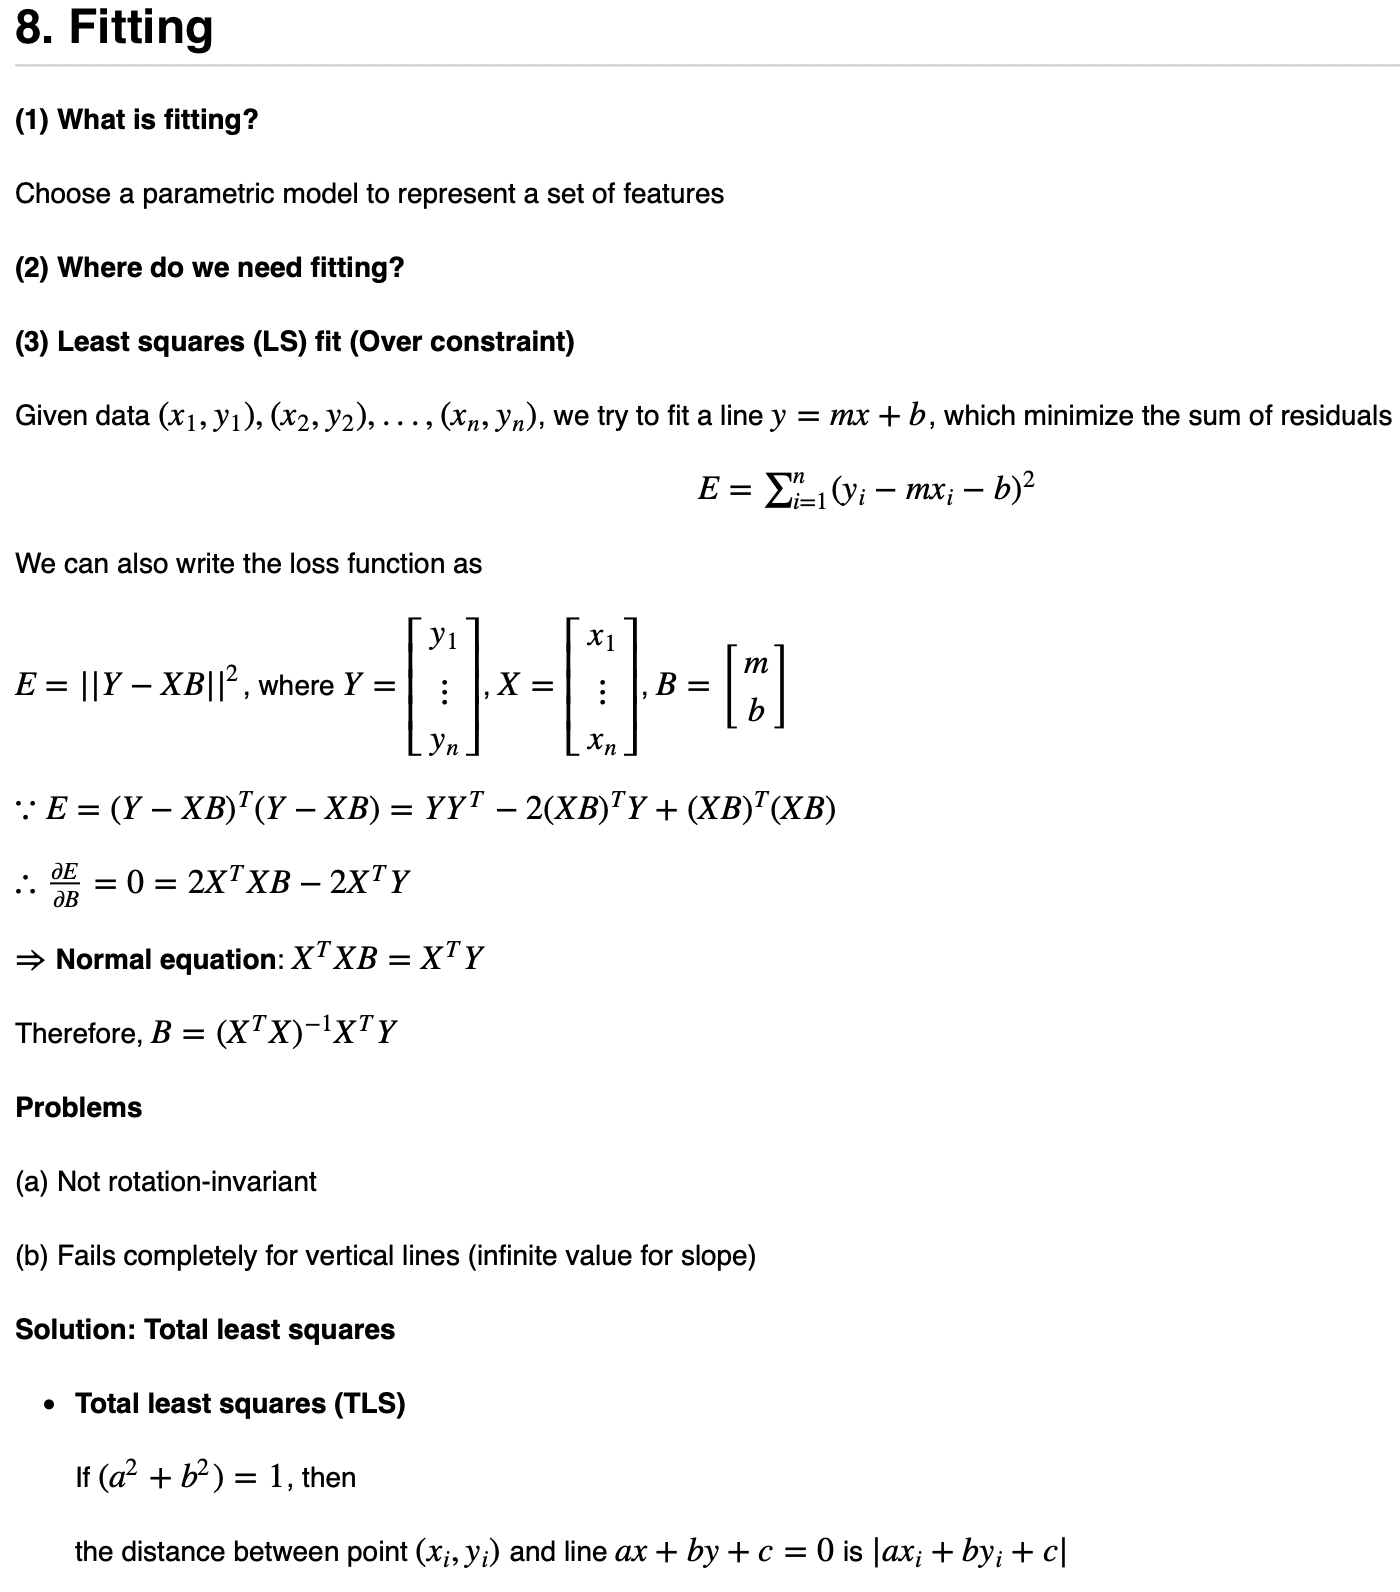 8. Fitting
(1) What is fitting?
Choose a parametric model to represent a set of features
(2) Where do we need fitting?
(3) Least squares (LS) fit (Over constraint)
Given data (x₁, y₁), (x₂, y₂), . . . , (xₙ, yₙ), we try to fit a line y = mx + b, which minimize the sum of residuals
E = ∑ⁿᵢ₌₁(yᵢ − mxᵢ − b)²
We can also write the loss function as
E = ||Y − XB||², where Y = [y₁ ⋮ yₙ], X = [x₁ ⋮ xₙ], B = [m b]
∵ E = (Y − XB)ᵀ(Y − XB) = YYᵀ − 2(XB)ᵀY + (XB)ᵀ(XB)
∴ ∂E/∂B = 0 = 2XᵀXB − 2XᵀY
⇒ Normal equation: XᵀXB = XᵀY
Therefore, B = (XᵀX)⁻¹XᵀY
Problems
(a) Not rotation-invariant
(b) Fails completely for vertical lines (infinite value for slope)
Solution: Total least squares
• Total least squares (TLS)
If (a² + b²) = 1, then
the distance between point (xᵢ, yᵢ) and line ax + by + c = 0 is |axᵢ + byᵢ + c|